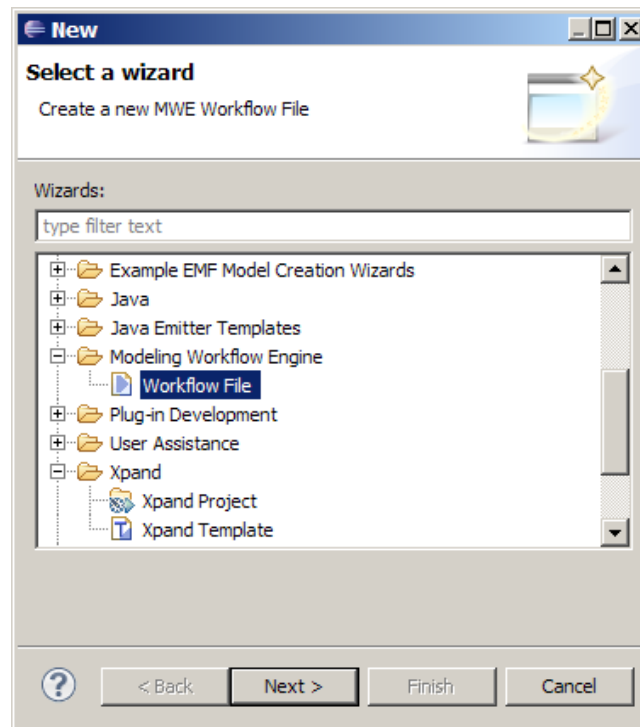 New
Select a wizard
Create a new MWE Workflow File
Wizards:
type filter text
Example EMF Model Creation Wizards
Java
Java Emitter Templates
Modeling Workflow Engine
Workflow File
Plug-in Development
User Assistance
Xpand
Xpand Project
Xpand Template
? < Back Next > Finish Cancel